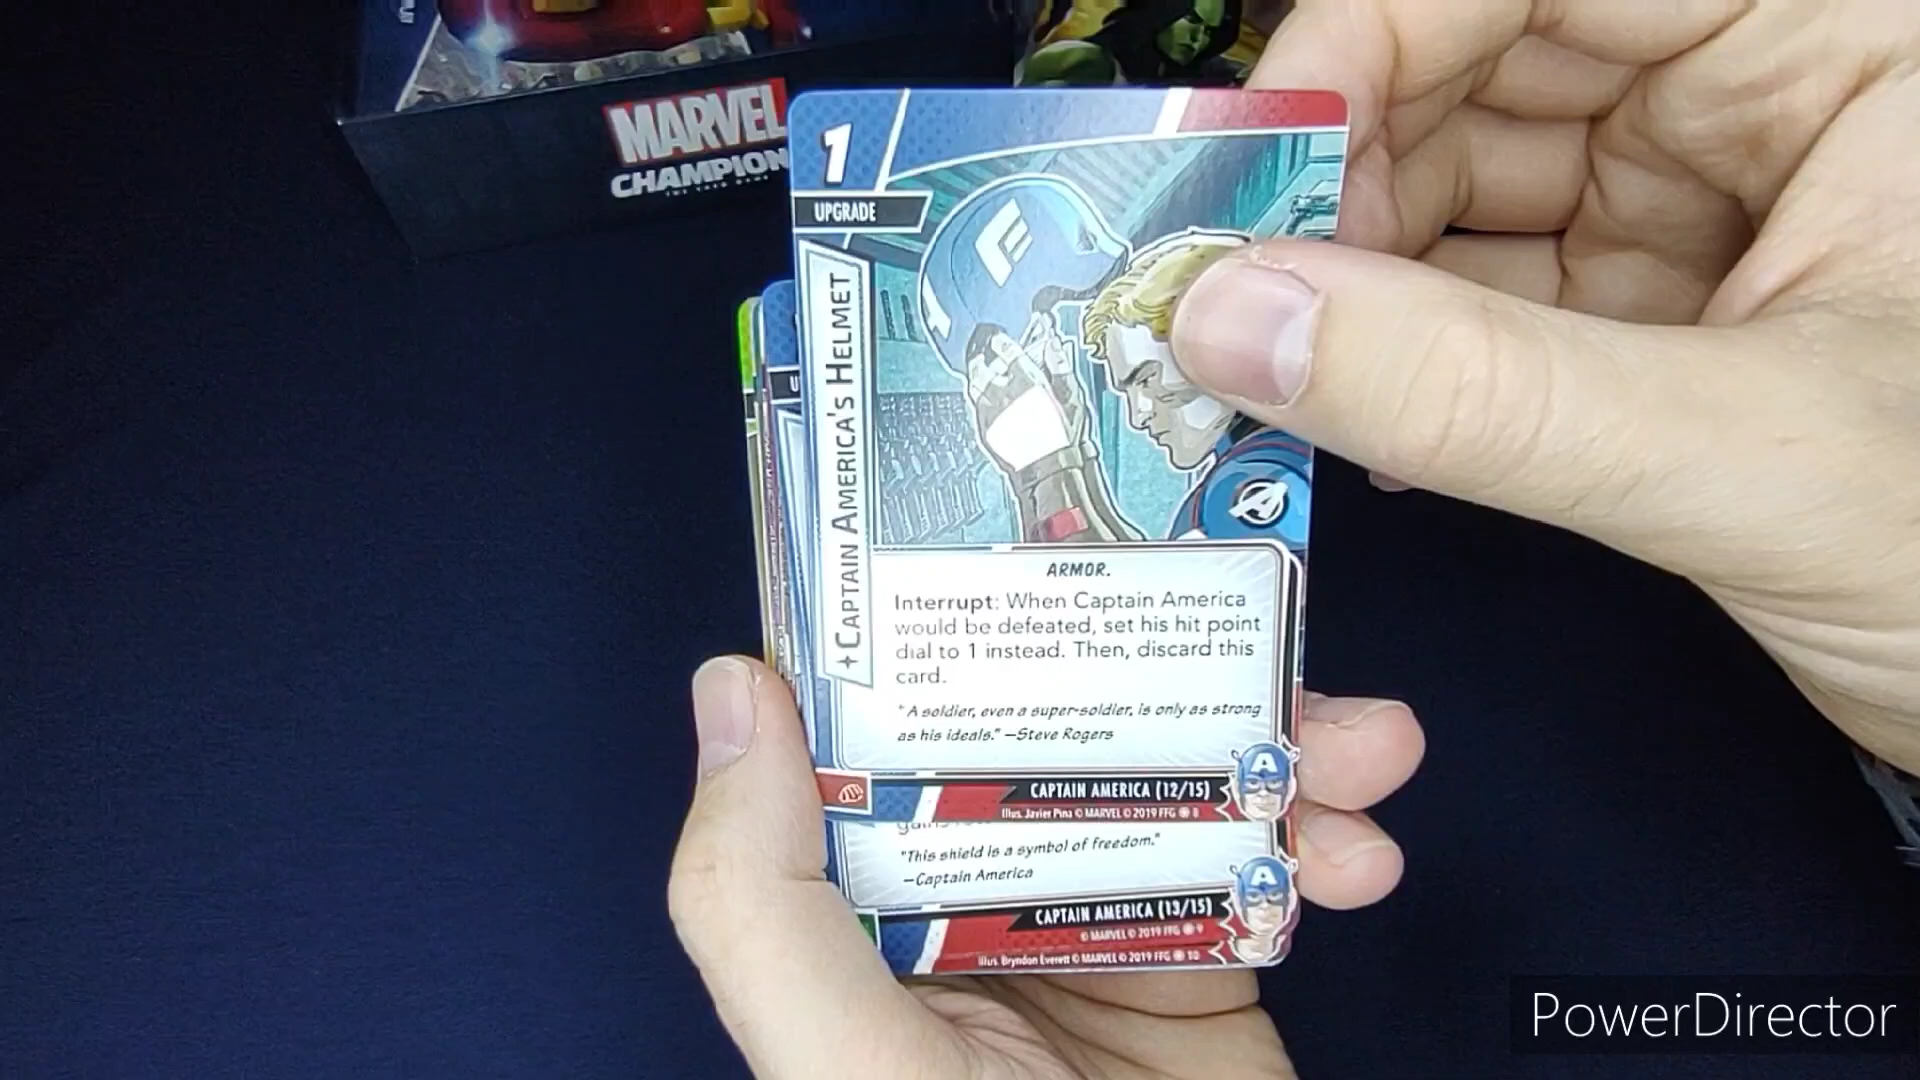 MARVEL
CHAMPION
1
UPGRADE
CAPTAIN AMERICA'S HELMET
ARMOR.
Interrupt: When Captain America
would be defeated, set his hit point
dial to 1 instead. Then, discard this
card.
"A soldier, even a super-soldier, is only as strong
as his ideals." —Steve Rogers
CAPTAIN AMERICA (12/15)
Illus. Javier Pina © MARVEL © 2019 FFG 8
"This shield is a symbol of freedom."
—Captain America
CAPTAIN AMERICA (13/15)
© MARVEL © 2019 FFG 9
Illus. Bryndon Everett © MARVEL © 2019 FFG 10
PowerDirector